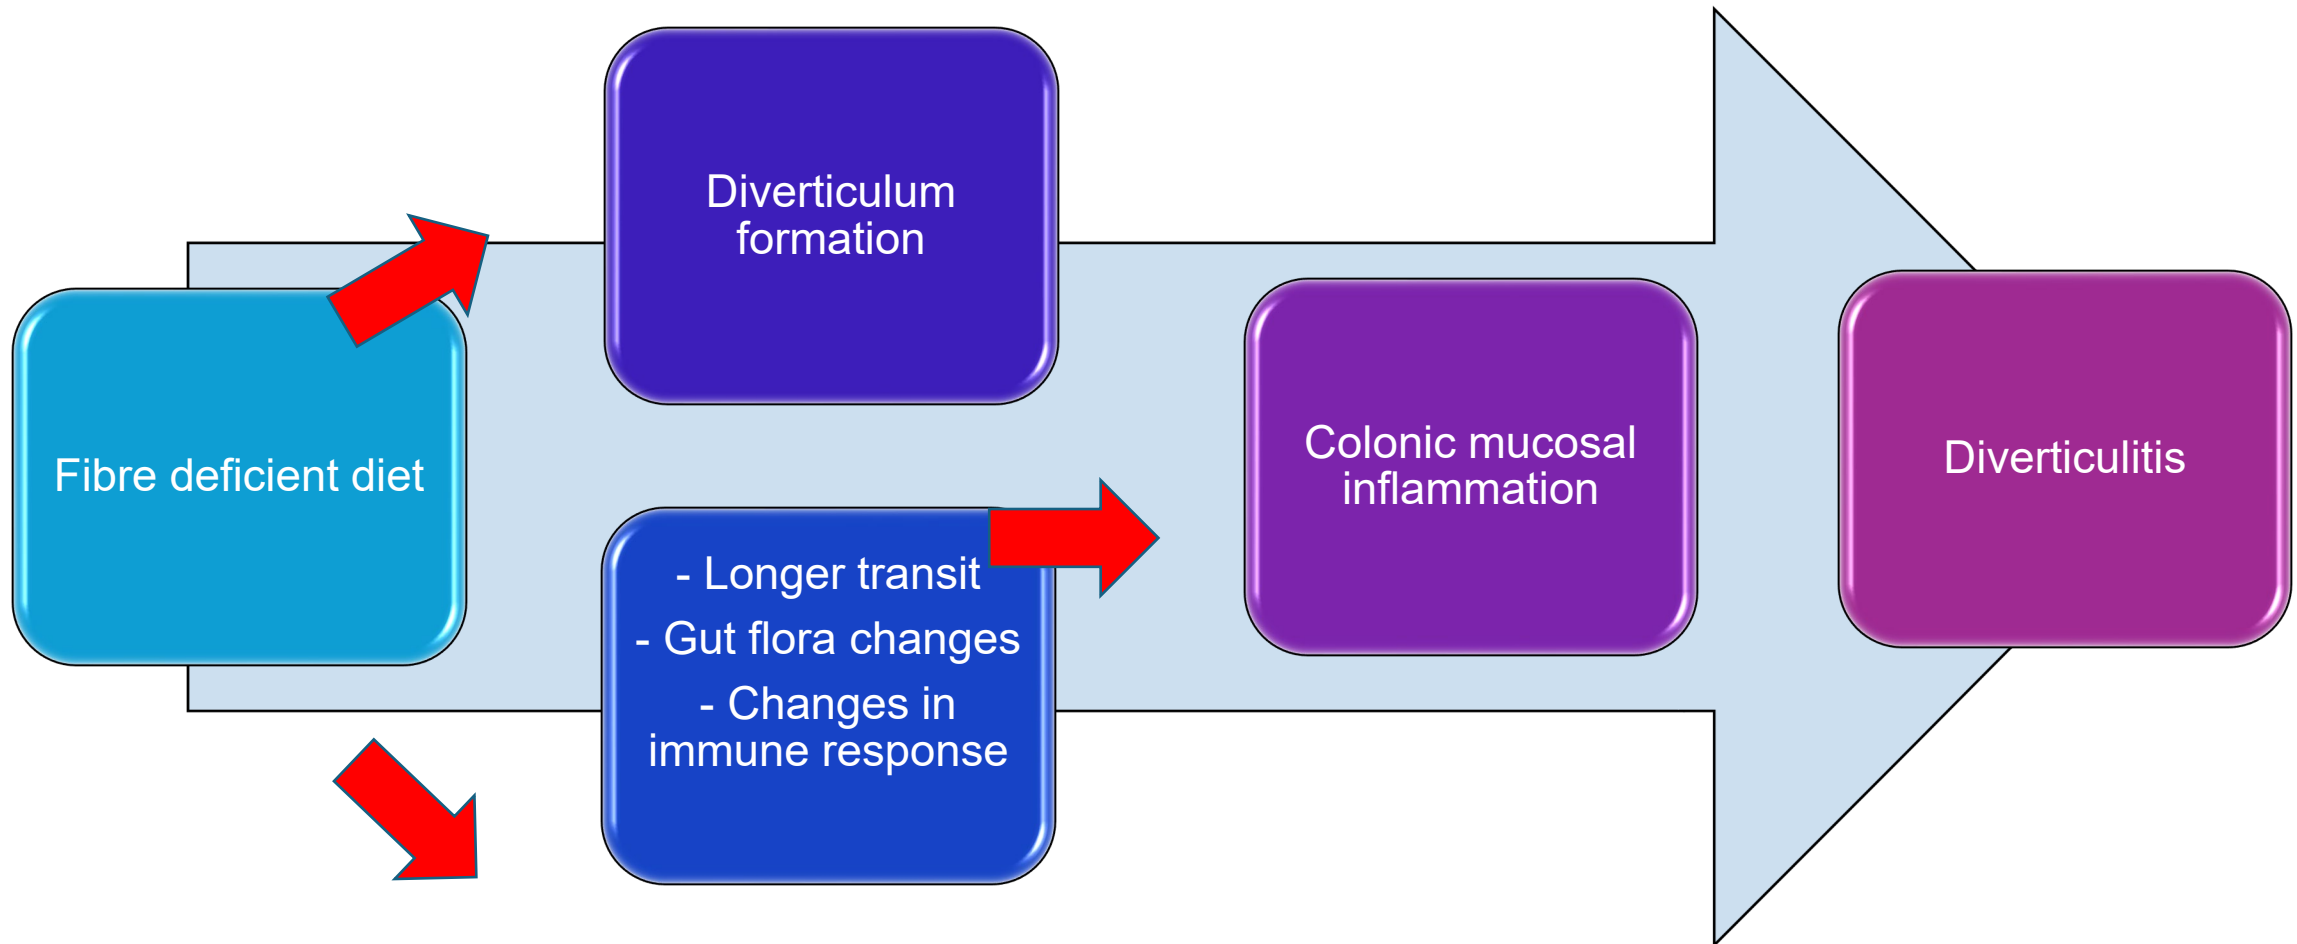 Fibre deficient diet
Diverticulum
formation
- Longer transit
- Gut flora changes
- Changes in
immune response
Colonic mucosal
inflammation
Diverticulitis